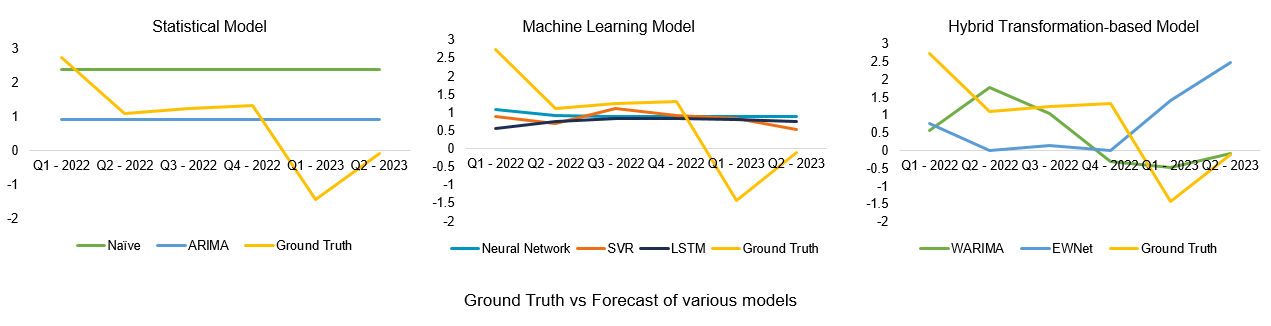 Statistical Model
3
2
1
0
-1
-2
Q1 - 2022 Q2 - 2022 Q3 - 2022 Q4 - 2022 Q1 - 2023 Q2 - 2023
Naïve ARIMA Ground Truth
Machine Learning Model
3
2.5
2
1.5
1
0.5
0
-0.5
-1
-1.5
-2
Q1 - 2022 Q2 - 2022 Q3 - 2022 Q4 - 2022 Q1 - 2023 Q2 - 2023
Neural Network SVR LSTM Ground Truth
Hybrid Transformation-based Model
3
2.5
2
1.5
1
0.5
0
-0.5
-1
-1.5
-2
Q1 - 2022 Q2 - 2022 Q3 - 2022 Q4 - 2022 Q1 - 2023 Q2 - 2023
WARIMA EWNet Ground Truth
Ground Truth vs Forecast of various models